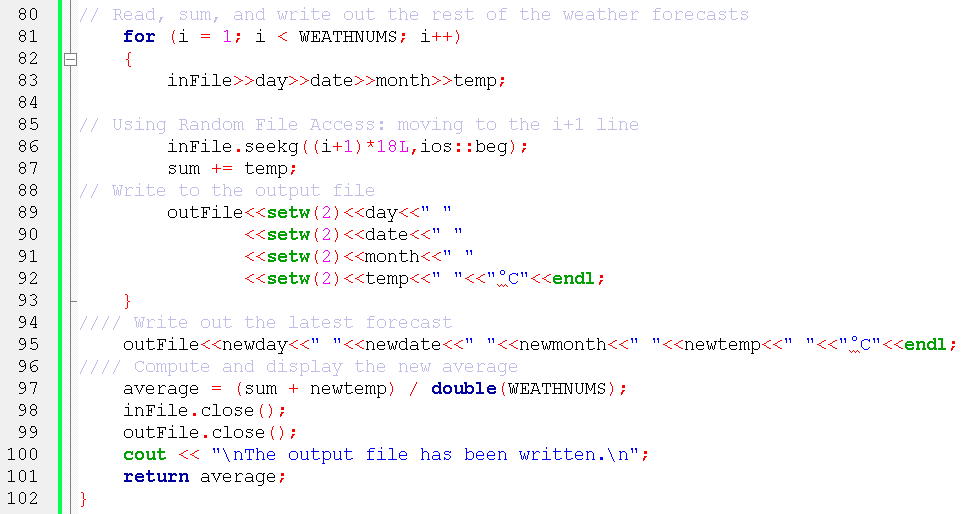 80 // Read, sum, and write out the rest of the weather forecasts
81 for (i = 1; i < WEATHNUMS; i++)
82 {
83 inFile>>day>>date>>month>>temp;
84
85 // Using Random File Access: moving to the i+1 line
86 inFile.seekg((i+1)*18L,ios::beg);
87 sum += temp;
88 // Write to the output file
89 outFile<<setw(2)<<day<<" "
90 <<setw(2)<<date<<" "
91 <<setw(2)<<month<<" "
92 <<setw(2)<<temp<<" "<<"°C"<<endl;
93 }
94 //// Write out the latest forecast
95 outFile<<newday<<" "<<newdate<<" "<<newmonth<<" "<<newtemp<<" "<<"°C"<<endl;
96 //// Compute and display the new average
97 average = (sum + newtemp) / double(WEATHNUMS);
98 inFile.close();
99 outFile.close();
100 cout << "\nThe output file has been written.\n";
101 return average;
102 }